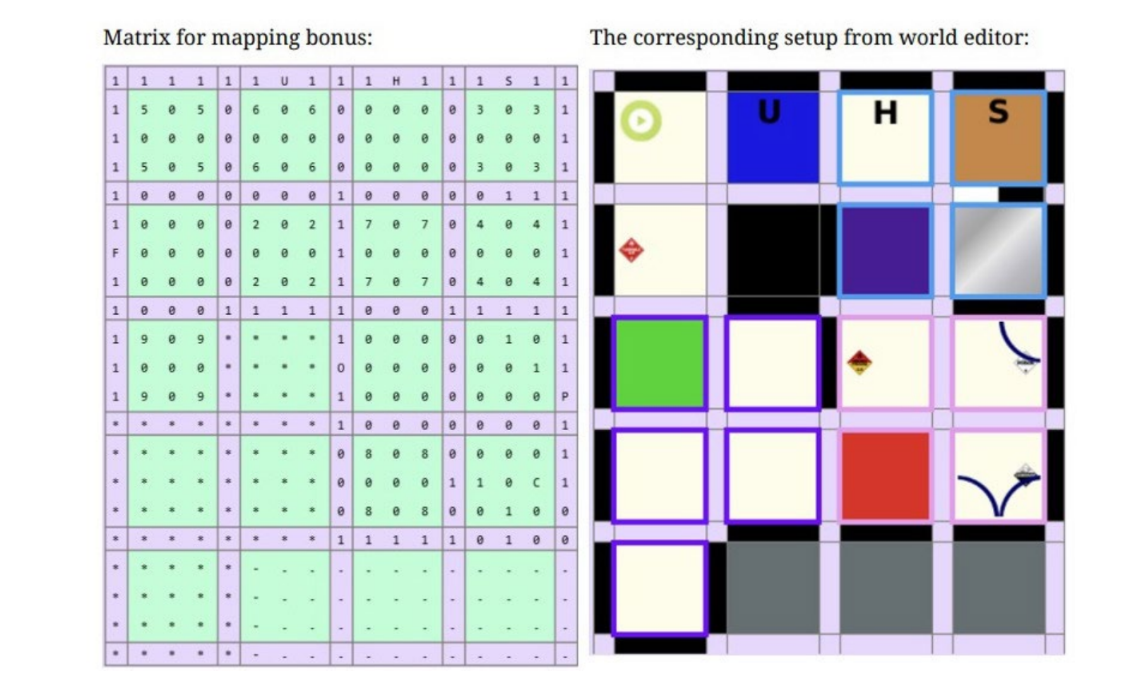 Matrix for mapping bonus:
1 1 1 1 1 1 U 1 1 1 H 1 1 1 S 1 1
1 5 0 5 0 6 0 6 0 0 0 0 0 3 0 3 1
1 0 0 0 0 0 0 0 0 0 0 0 0 0 0 0 1
1 5 0 5 0 6 0 6 0 0 0 0 0 3 0 3 1
1 0 0 0 0 0 0 0 1 0 0 0 0 0 1 1 1
1 0 0 0 0 2 0 2 1 7 0 7 0 4 0 4 1
F 0 0 0 0 0 0 0 1 0 0 0 0 0 0 0 1
1 0 0 0 0 2 0 2 1 7 0 7 0 4 0 4 1
1 0 0 0 1 1 1 1 1 0 0 0 1 1 1 1 1
1 9 0 9 * * * * 1 0 0 0 0 0 1 0 1
1 0 0 0 * * * * O 0 0 0 0 0 0 1 1
1 9 0 9 * * * * 1 0 0 0 0 0 0 0 P
* * * * * * * * 1 0 0 0 0 0 0 0 1
* * * * * * * * 0 8 0 8 0 0 0 0 1
* * * * * * * * 0 0 0 0 1 1 0 C 1
* * * * * * * * 0 8 0 8 0 0 1 0 0
* * * * * * * * 1 1 1 1 1 0 1 0 0
* * * * * - - - - - - - - - - - -
* * * * * - - - - - - - - - - - -
* * * * * - - - - - - - - - - - -
* * * * * - - - - - - - - - - - -
The corresponding setup from world editor:
U H S